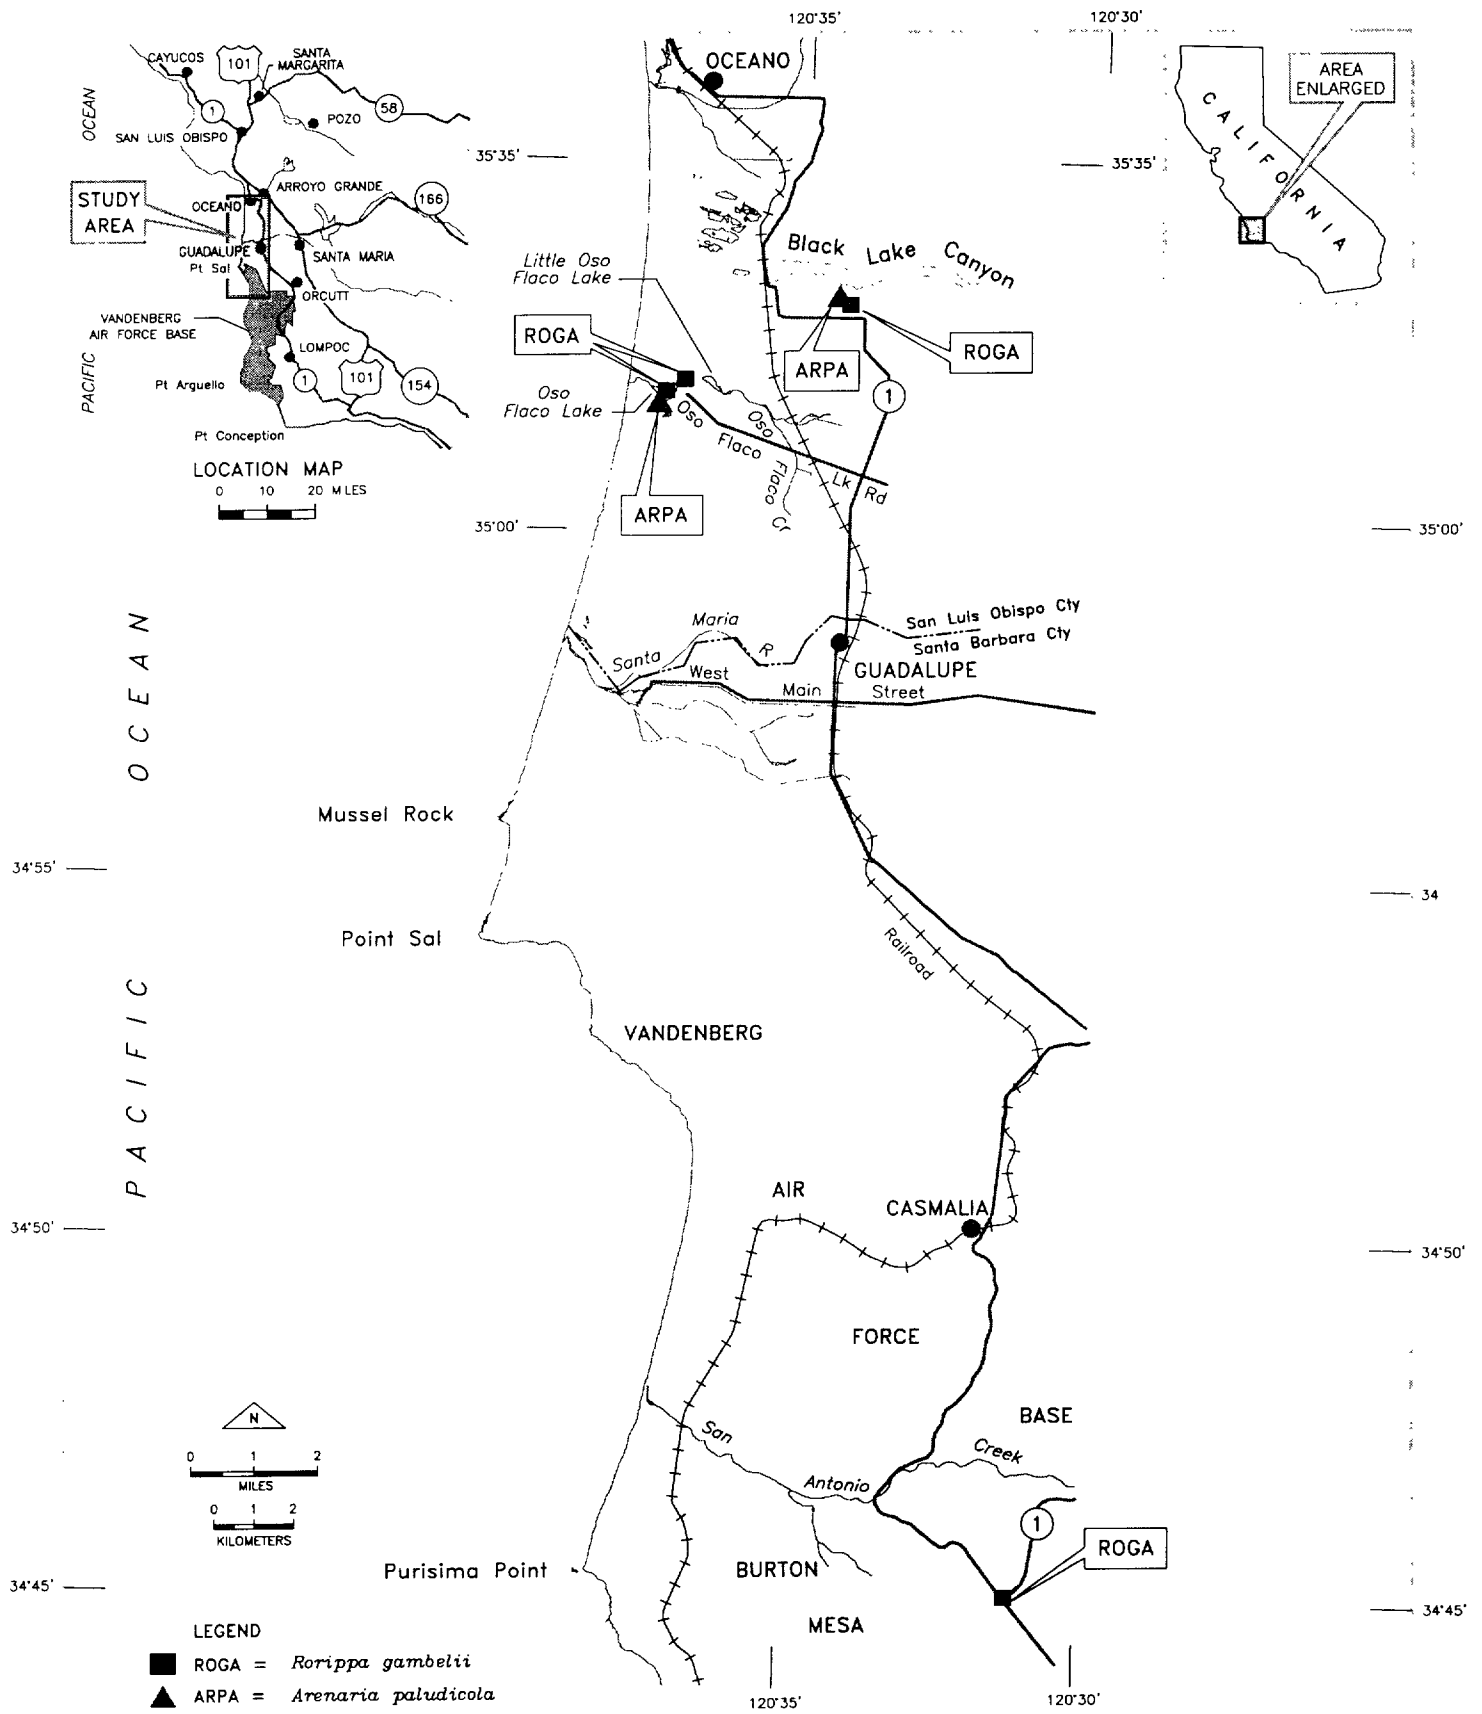 120°35'
120°30'
CAYUCOS
101
SANTA
MARGARITA
OCEANO
AREA
ENLARGED
OCEAN
1
58
POZO
SAN LUIS OBISPO
CALIFORNIA
35°35'
35°35'
STUDY
AREA
ARROYO GRANDE
166
OCEANO
GUADALUPE
SANTA MARIA
Pt Sal
ORCUTT
Black Lake Canyon
Little Oso
Flaco Lake
VANDENBERG
AIR FORCE BASE
ROGA
ROGA
ARPA
LOMPOC
PACIFIC
Pt Arguello
1
101
154
Oso
Flaco Lake
1
Oso Flaco Lk Rd
Oso Flaco Cr
Pt Conception
LOCATION MAP
0 10 20 MILES
ARPA
35°00'
35°00'
San Luis Obispo Cty
Santa Barbara Cty
Santa Maria R
GUADALUPE
West Main Street
PACIFIC OCEAN
Mussel Rock
34°55'
34
Point Sal
Railroad
VANDENBERG
AIR
CASMALIA
34°50'
34°50'
FORCE
BASE
N
San Antonio Creek
0 1 2
MILES
0 1 2
KILOMETERS
1
ROGA
Purisima Point
BURTON
34°45'
34°45'
MESA
LEGEND
ROGA = Rorippa gambelii
ARPA = Arenaria paludicola
120°35'
120°30'